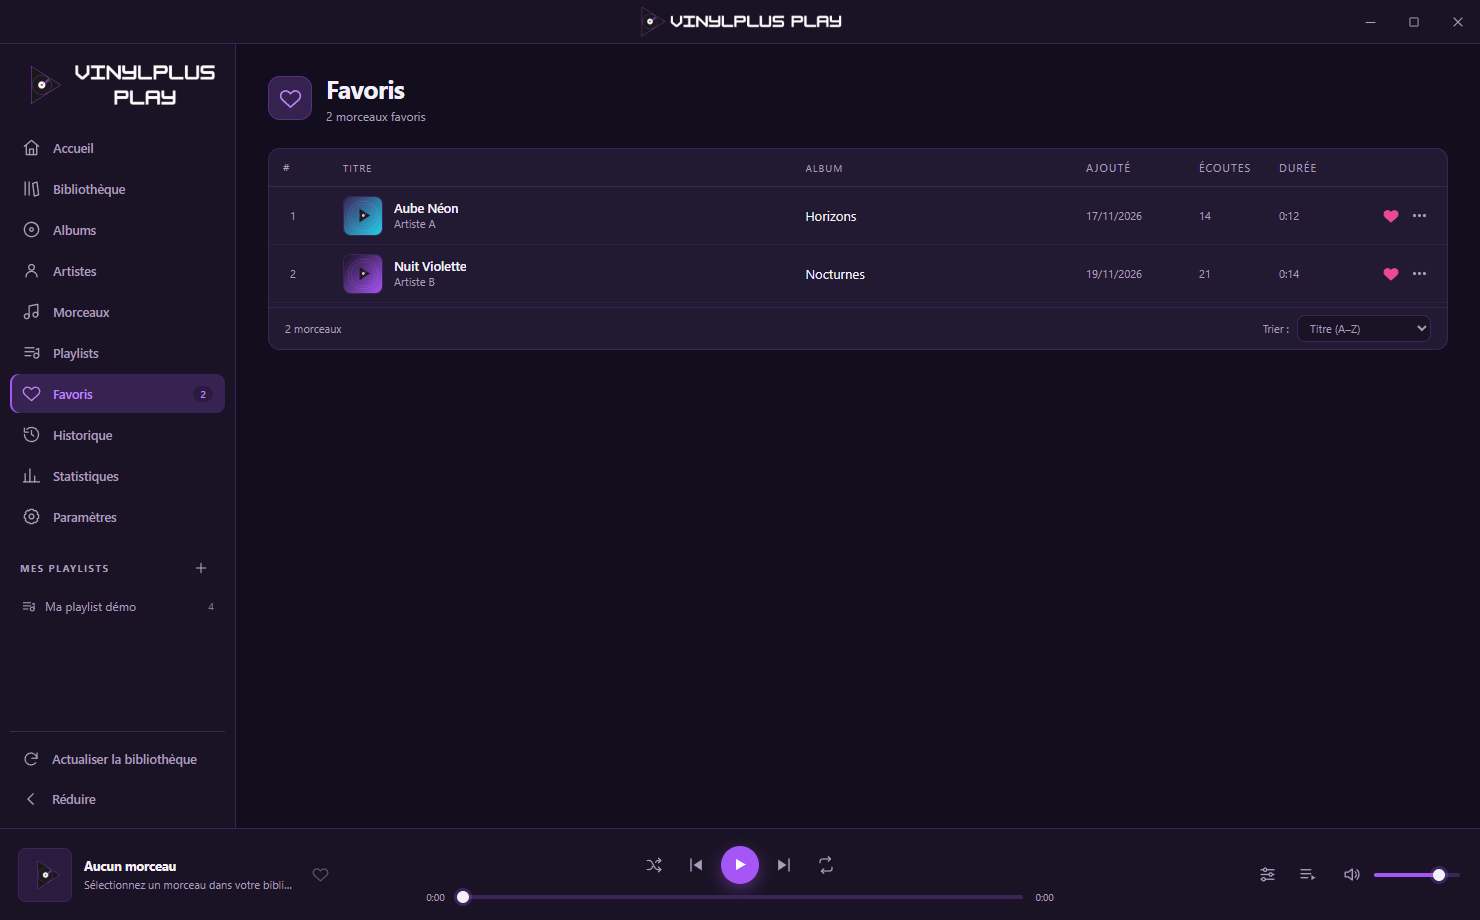 VINYLPLUS PLAY
VINYLPLUS
PLAY
Accueil
Bibliothèque
Albums
Artistes
Morceaux
Playlists
Favoris 2
Historique
Statistiques
Paramètres
MES PLAYLISTS
Ma playlist démo 4
Actualiser la bibliothèque
Réduire
Favoris
2 morceaux favoris
# TITRE ALBUM AJOUTÉ ÉCOUTES DURÉE
1 Aube Néon Horizons 17/11/2026 14 0:12
Artiste A
2 Nuit Violette Nocturnes 19/11/2026 21 0:14
Artiste B
2 morceaux Trier : Titre (A–Z)
Aucun morceau
Sélectionnez un morceau dans votre bibli...
0:00 0:00